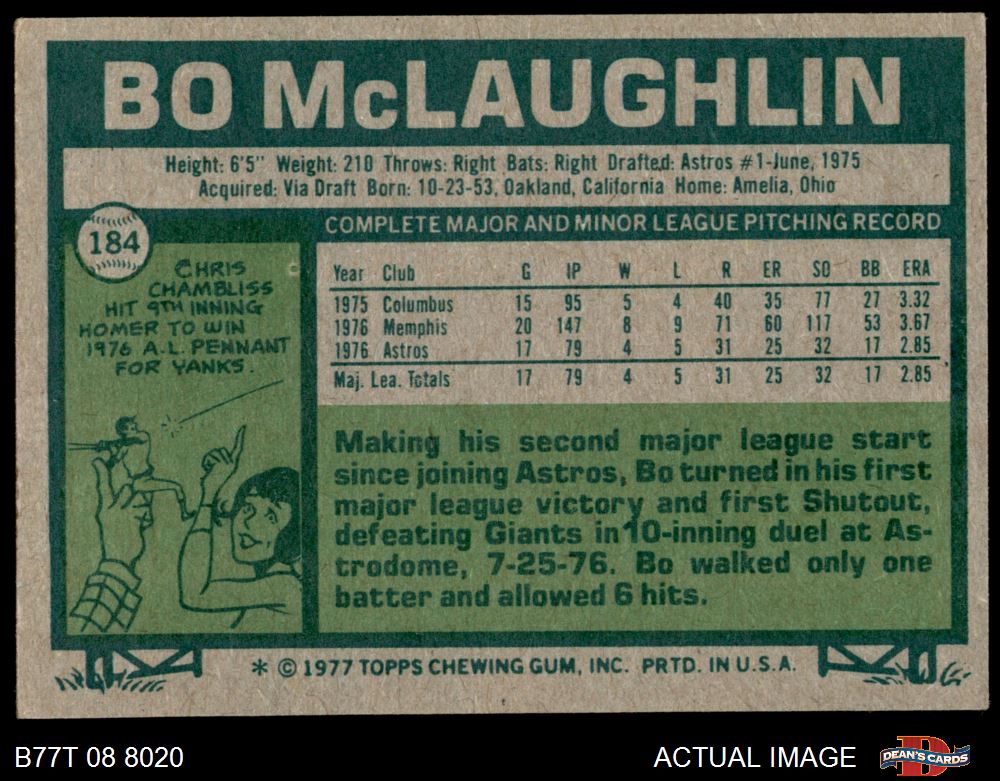 BO McLAUGHLIN
Height: 6'5" Weight: 210 Throws: Right Bats: Right Drafted: Astros #1-June, 1975
Acquired: Via Draft Born: 10-23-53, Oakland, California Home: Amelia, Ohio
184
CHRIS
CHAMBLISS
HIT 9TH INNING
HOMER TO WIN
1976 A.L. PENNANT
FOR YANKS.
COMPLETE MAJOR AND MINOR LEAGUE PITCHING RECORD
Year Club G IP W L R ER SO BB ERA
1975 Columbus 15 95 5 4 40 35 77 27 3.32
1976 Memphis 20 147 8 9 71 60 117 53 3.67
1976 Astros 17 79 4 5 31 25 32 17 2.85
Maj. Lea. Totals 17 79 4 5 31 25 32 17 2.85
Making his second major league start
since joining Astros, Bo turned in his first
major league victory and first Shutout,
defeating Giants in 10-inning duel at As-
trodome, 7-25-76. Bo walked only one
batter and allowed 6 hits.
* © 1977 TOPPS CHEWING GUM, INC. PRTD. IN U.S.A.
B77T 08 8020
ACTUAL IMAGE
DEAN'S CARDS